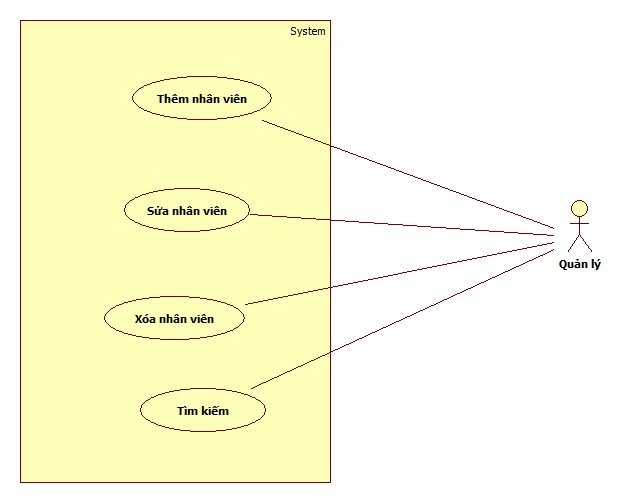 System
Thêm nhân viên
Sửa nhân viên
Quản lý
Xóa nhân viên
Tìm kiếm